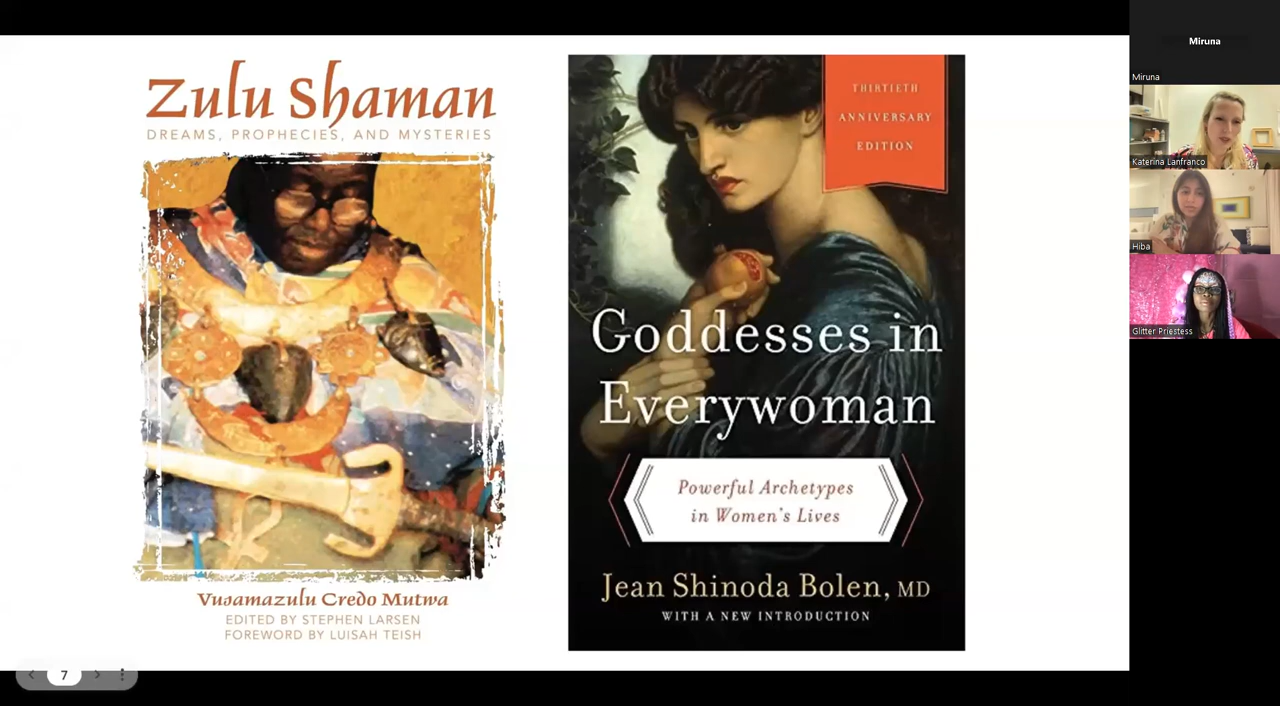 Zulu Shaman
DREAMS, PROPHECIES, AND MYSTERIES
Vusamazulu Credo Mutwa
EDITED BY STEPHEN LARSEN
FOREWORD BY LUISAH TEISH
THIRTIETH
ANNIVERSARY
EDITION
Goddesses in
Everywoman
Powerful Archetypes
in Women's Lives
Jean Shinoda Bolen, MD
WITH A NEW INTRODUCTION
7
Miruna
Miruna
Katerina Lanfranco
Hiba
Glitter Priestess